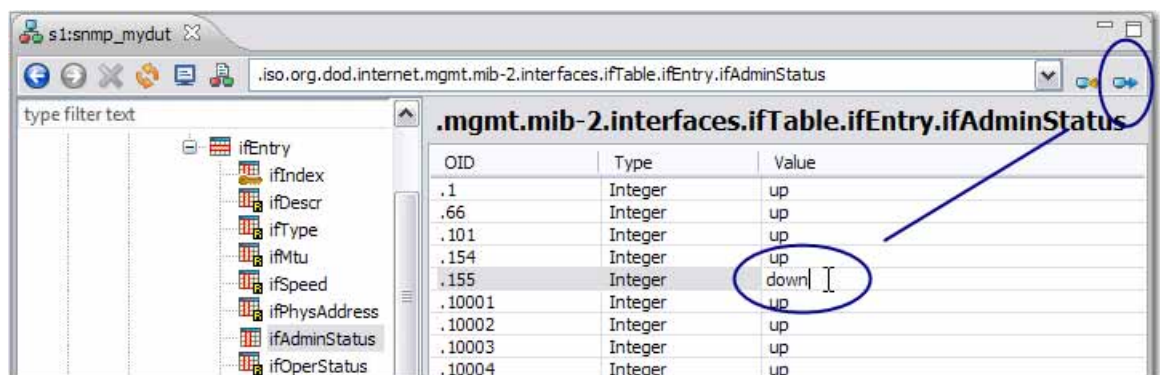 s1:snmp_mydut
.iso.org.dod.internet.mgmt.mib-2.interfaces.ifTable.ifEntry.ifAdminStatus
type filter text
ifEntry
ifIndex
ifDescr
ifType
ifMtu
ifSpeed
ifPhysAddress
ifAdminStatus
ifOperStatus
.mgmt.mib-2.interfaces.ifTable.ifEntry.ifAdminStatus
OID Type Value
.1 Integer up
.66 Integer up
.101 Integer up
.154 Integer up
.155 Integer down
.10001 Integer up
.10002 Integer up
.10003 Integer up
.10004 Integer up